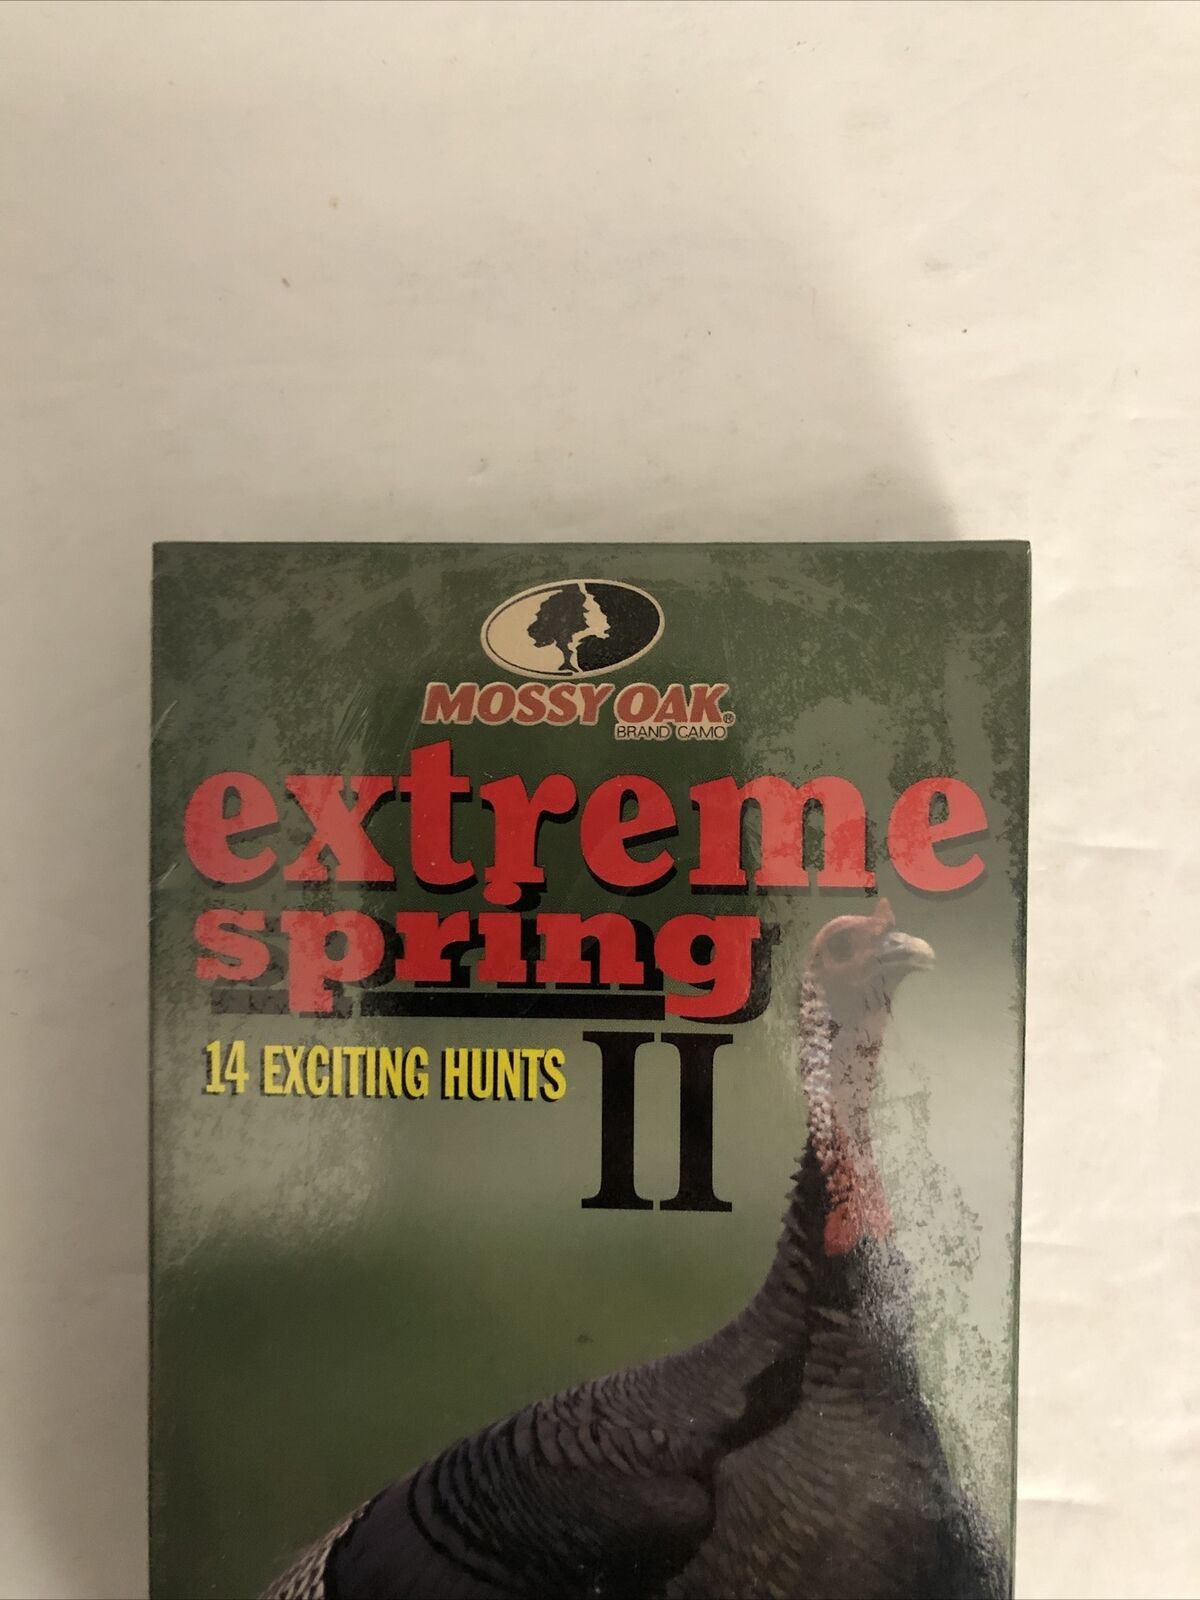 MOSSY OAK®
BRAND CAMO
extreme
spring
II
14 EXCITING HUNTS